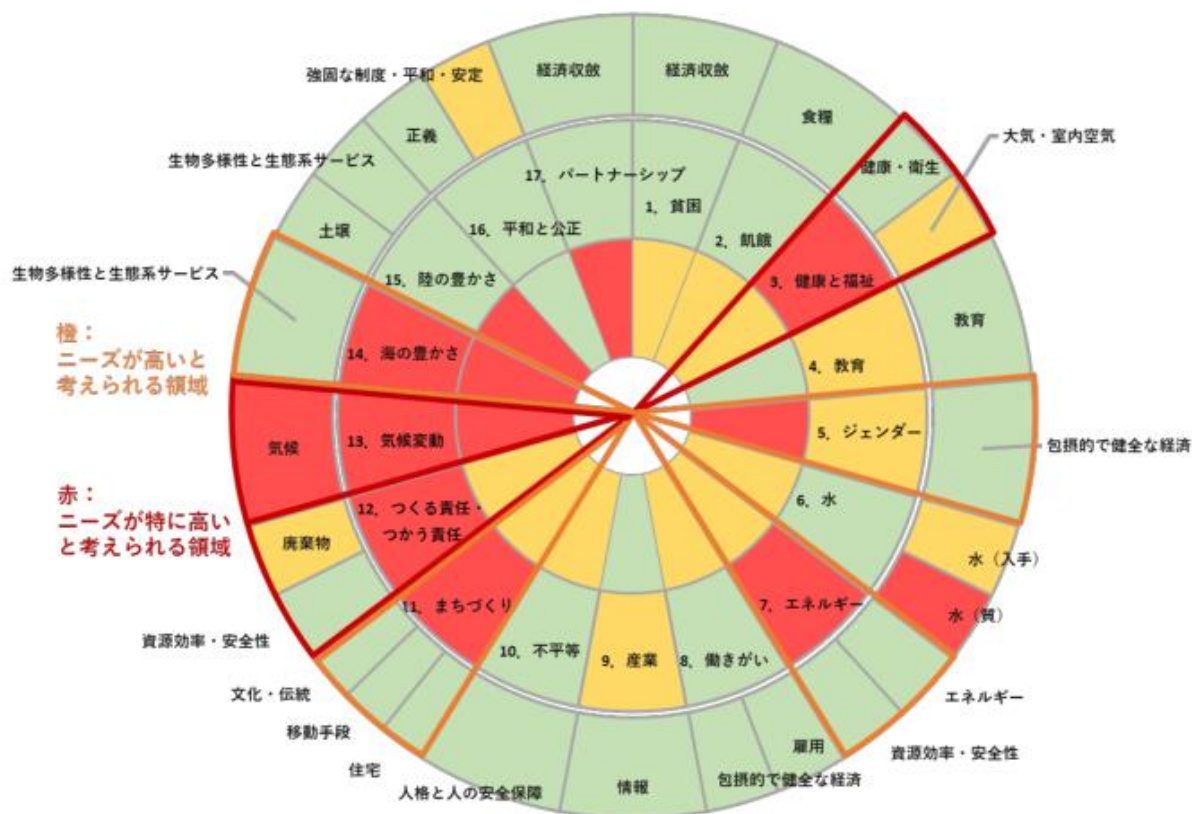 経済収斂
経済収斂
食糧
健康・衛生
大気・室内空気
教育
包摂的で健全な経済
水（入手）
水（質）
エネルギー
資源効率・安全性
雇用
包摂的で健全な経済
情報
人格と人の安全保障
住宅
移動手段
文化・伝統
資源効率・安全性
廃棄物
気候
生物多様性と生態系サービス
土壌
生物多様性と生態系サービス
正義
強固な制度・平和・安定
1．貧困
2．飢餓
3．健康と福祉
4．教育
5．ジェンダー
6．水
7．エネルギー
8．働きがい
9．産業
10．不平等
11．まちづくり
12．つくる責任・
つかう責任
13．気候変動
14．海の豊かさ
15．陸の豊かさ
16．平和と公正
17．パートナーシップ
橙：
ニーズが高いと
考えられる領域
赤：
ニーズが特に高い
と考えられる領域